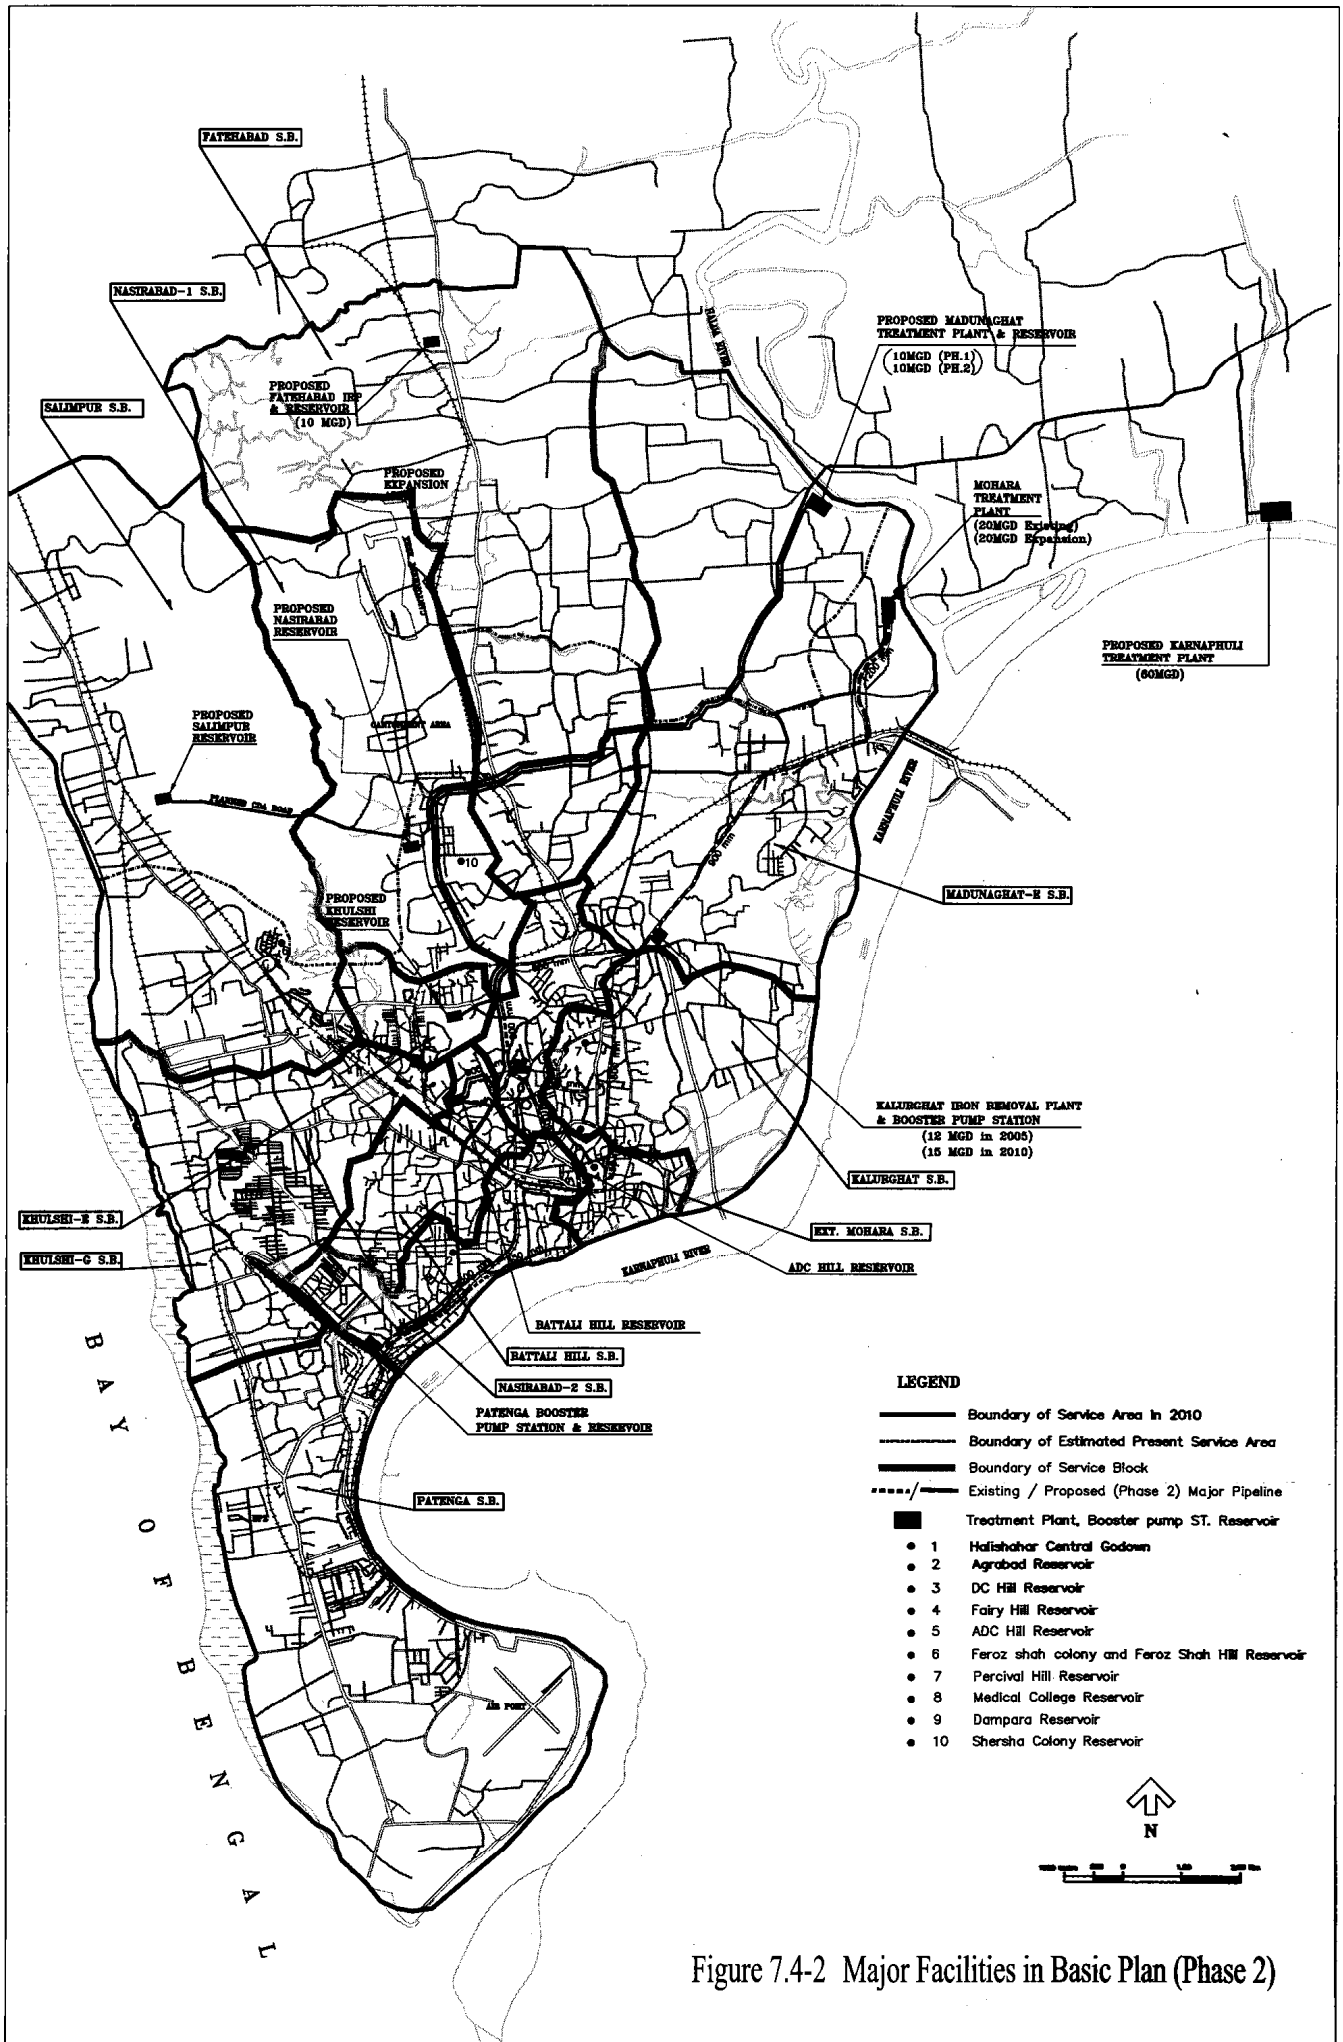 FATEHABAD S.B.
NASIRABAD-1 S.B.
SALIMPUR S.B.
HALDA RIVER
PROPOSED MADUNAGHAT
TREATMENT PLANT & RESERVOIR
(10MGD (PH.1)
10MGD (PH.2))
PROPOSED
FATEHABAD IRP
& RESERVOIR
(10 MGD)
PROPOSED
EXPANSION
MOHARA
TREATMENT
PLANT
(20MGD Existing)
(20MGD Expansion)
PROPOSED
NASIRABAD
RESERVOIR
PROPOSED KARNAPHULI
TREATMENT PLANT
(60MGD)
1200 mm
PROPOSED
SALIMPUR
RESERVOIR
CANTONMENT AREA
PLANNED CDA ROAD
KARNAPHULI RIVER
900 mm
10
MADUNAGHAT-E S.B.
PROPOSED
KHULSHI
RESERVOIR
600 mm
7
KALURGHAT IRON REMOVAL PLANT
& BOOSTER PUMP STATION
(12 MGD in 2005)
(15 MGD in 2010)
KALURGHAT S.B.
KHULSHI-E S.B.
EXT. MOHARA S.B.
KHULSHI-G S.B.
2
KARNAPHULI RIVER
ADC HILL RESERVOIR
BATTALI HILL RESERVOIR
BATTALI HILL S.B.
NASIRABAD-2 S.B.
PATENGA BOOSTER
PUMP STATION & RESERVOIR
PATENGA S.B.
AIR PORT
BAY OF BENGAL
LEGEND
Boundary of Service Area in 2010
Boundary of Estimated Present Service Area
Boundary of Service Block
Existing / Proposed (Phase 2) Major Pipeline
Treatment Plant, Booster pump ST. Reservoir
1 Halishahar Central Godown
2 Agrabad Reservoir
3 DC Hill Reservoir
4 Fairy Hill Reservoir
5 ADC Hill Reservoir
6 Feroz shah colony and Feroz Shah Hill Reservoir
7 Percival Hill Reservoir
8 Medical College Reservoir
9 Dampara Reservoir
10 Shersha Colony Reservoir
N
Figure 7.4-2 Major Facilities in Basic Plan (Phase 2)